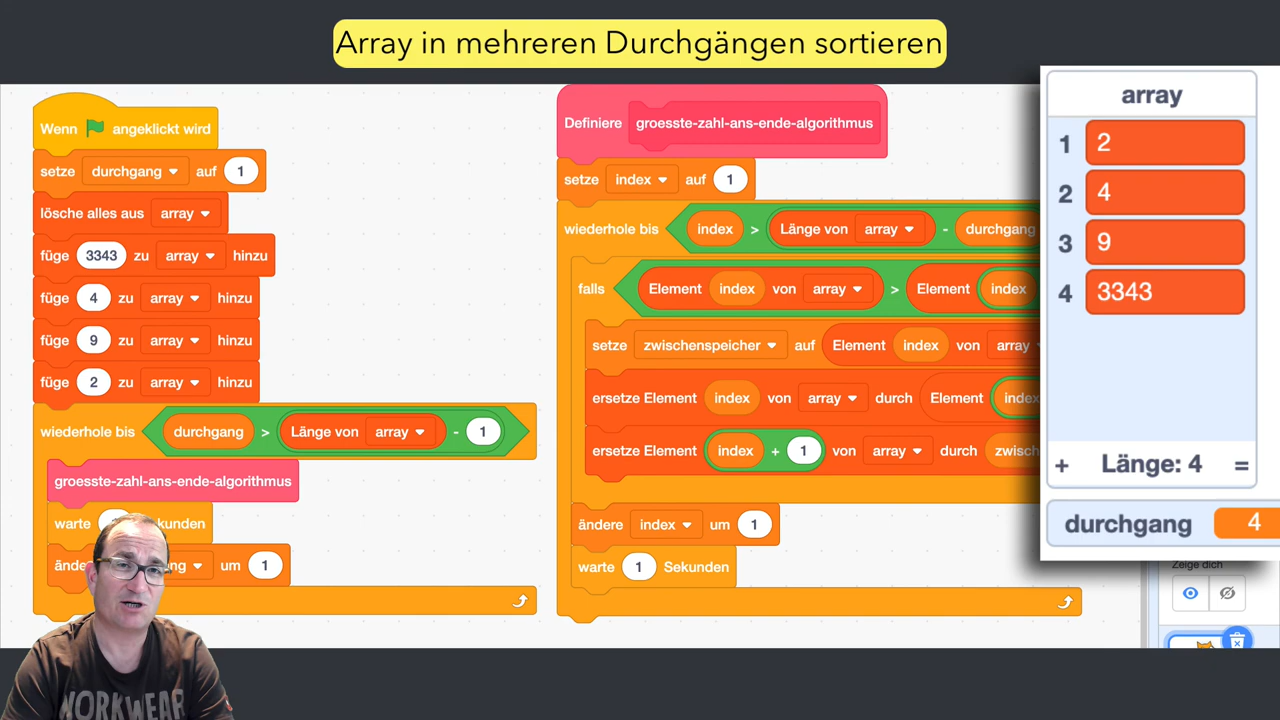 Array in mehreren Durchgängen sortieren
Wenn angeklickt wird
setze durchgang auf 1
lösche alles aus array
füge 3343 zu array hinzu
füge 4 zu array hinzu
füge 9 zu array hinzu
füge 2 zu array hinzu
wiederhole bis durchgang > Länge von array - 1
groesste-zahl-ans-ende-algorithmus
warte kunden
ände ng um 1
Definiere groesste-zahl-ans-ende-algorithmus
setze index auf 1
wiederhole bis index > Länge von array - durchgang
falls Element index von array > Element index
setze zwischenspeicher auf Element index von array
ersetze Element index von array durch Element index
ersetze Element index + 1 von array durch zwisch
ändere index um 1
warte 1 Sekunden
array
1 2
2 4
3 9
4 3343
+ Länge: 4 =
durchgang 4
Zeige dich
WORKWEAR